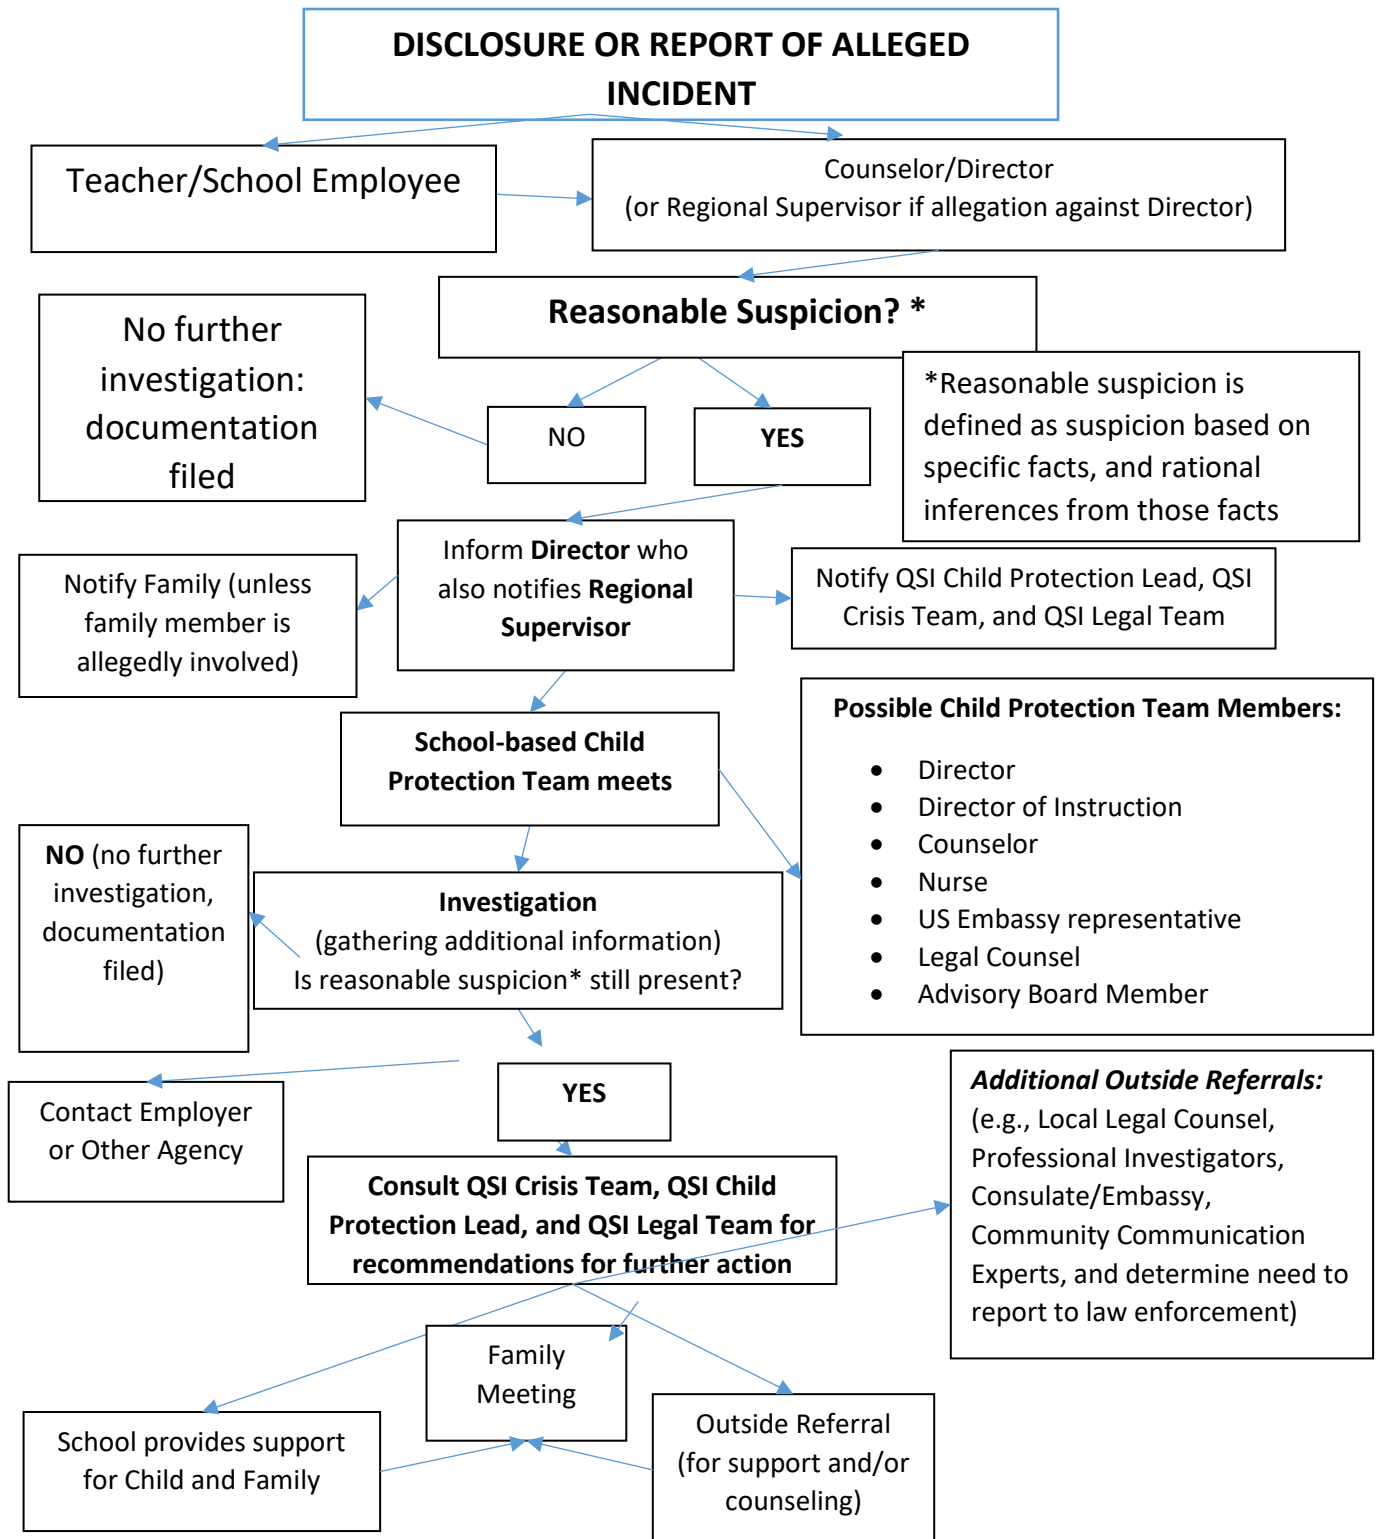 DISCLOSURE OR REPORT OF ALLEGED
INCIDENT
Teacher/School Employee
Counselor/Director
(or Regional Supervisor if allegation against Director)
Reasonable Suspicion? *
No further
investigation:
documentation
filed
NO
YES
*Reasonable suspicion is
defined as suspicion based on
specific facts, and rational
inferences from those facts
Inform Director who
also notifies Regional
Supervisor
Notify Family (unless
family member is
allegedly involved)
Notify QSI Child Protection Lead, QSI
Crisis Team, and QSI Legal Team
School-based Child
Protection Team meets
Possible Child Protection Team Members:
• Director
• Director of Instruction
• Counselor
• Nurse
• US Embassy representative
• Legal Counsel
• Advisory Board Member
NO (no further
investigation,
documentation
filed)
Investigation
(gathering additional information)
Is reasonable suspicion* still present?
YES
Contact Employer
or Other Agency
Additional Outside Referrals:
(e.g., Local Legal Counsel,
Professional Investigators,
Consulate/Embassy,
Community Communication
Experts, and determine need to
report to law enforcement)
Consult QSI Crisis Team, QSI Child
Protection Lead, and QSI Legal Team for
recommendations for further action
Family
Meeting
School provides support
for Child and Family
Outside Referral
(for support and/or
counseling)